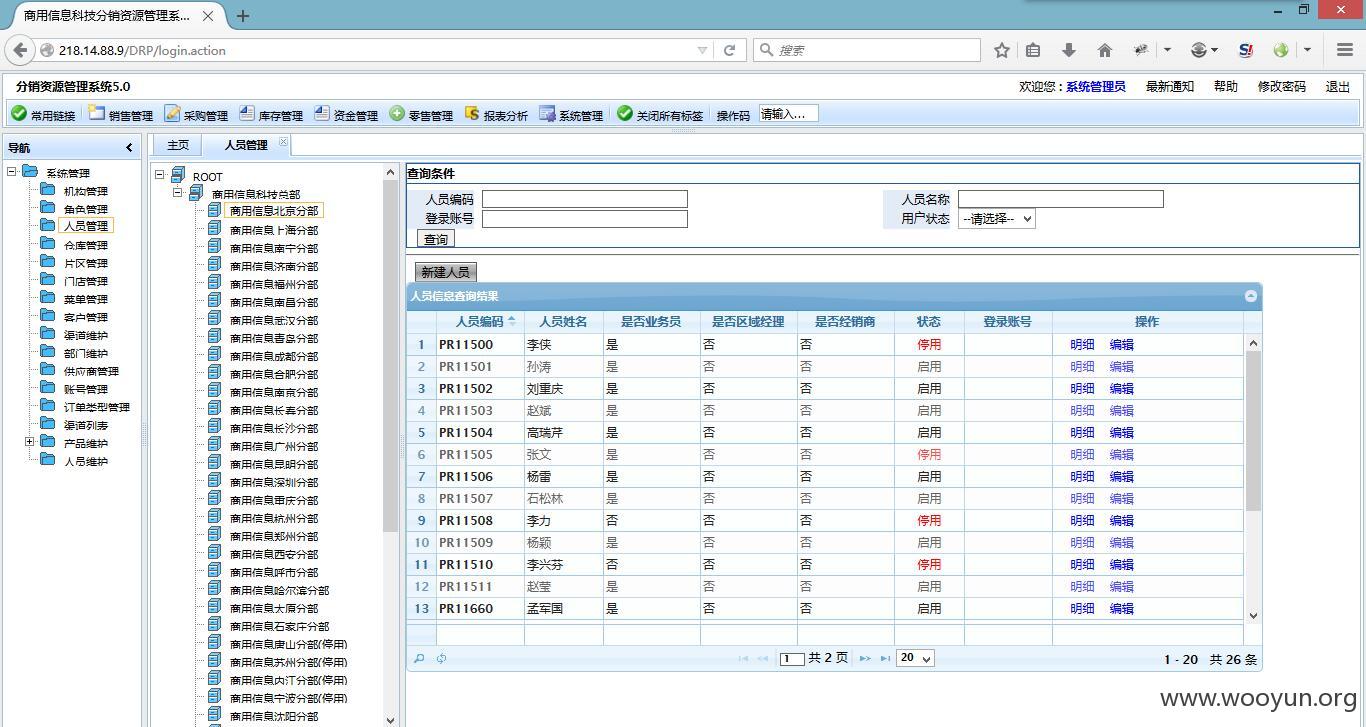 商用信息科技分销资源管理系...
218.14.88.9/DRP/login.action
搜索
分销资源管理系统5.0
欢迎您：系统管理员 最新通知 帮助 修改密码 退出
常用链接 销售管理 采购管理 库存管理 资金管理 零售管理 报表分析 系统管理 关闭所有标签 操作码 请输入...
导航
系统管理
机构管理
角色管理
人员管理
仓库管理
片区管理
门店管理
菜单管理
客户管理
渠道维护
部门维护
供应商管理
账号管理
订单类型管理
渠道列表
产品维护
人员维护
主页 人员管理
ROOT
商用信息科技总部
商用信息北京分部
商用信息上海分部
商用信息南宁分部
商用信息济南分部
商用信息福州分部
商用信息南昌分部
商用信息武汉分部
商用信息青岛分部
商用信息成都分部
商用信息合肥分部
商用信息南京分部
商用信息长春分部
商用信息长沙分部
商用信息广州分部
商用信息昆明分部
商用信息深圳分部
商用信息重庆分部
商用信息杭州分部
商用信息郑州分部
商用信息西安分部
商用信息呼市分部
商用信息哈尔滨分部
商用信息太原分部
商用信息石家庄分部
商用信息唐山分部(停用)
商用信息苏州分部(停用)
商用信息内江分部(停用)
商用信息宁波分部(停用)
商用信息沈阳分部
查询条件
人员编码 人员名称
登录账号 用户状态 --请选择--
查询
新建人员
人员信息查询结果
人员编码 人员姓名 是否业务员 是否区域经理 是否经销商 状态 登录账号 操作
1 PR11500 李侠 是 否 否 停用 明细 编辑
2 PR11501 孙涛 是 否 否 启用 明细 编辑
3 PR11502 刘重庆 是 否 否 启用 明细 编辑
4 PR11503 赵斌 是 否 否 启用 明细 编辑
5 PR11504 高瑞芹 是 否 否 启用 明细 编辑
6 PR11505 张文 是 否 否 停用 明细 编辑
7 PR11506 杨雷 是 否 否 启用 明细 编辑
8 PR11507 石松林 是 否 否 启用 明细 编辑
9 PR11508 李力 否 否 否 停用 明细 编辑
10 PR11509 杨颖 是 否 否 启用 明细 编辑
11 PR11510 李兴芬 否 否 否 停用 明细 编辑
12 PR11511 赵莹 是 否 否 启用 明细 编辑
13 PR11660 孟军国 是 否 否 启用 明细 编辑
1 共 2 页 20 1 - 20 共 26 条
www.wooyun.org